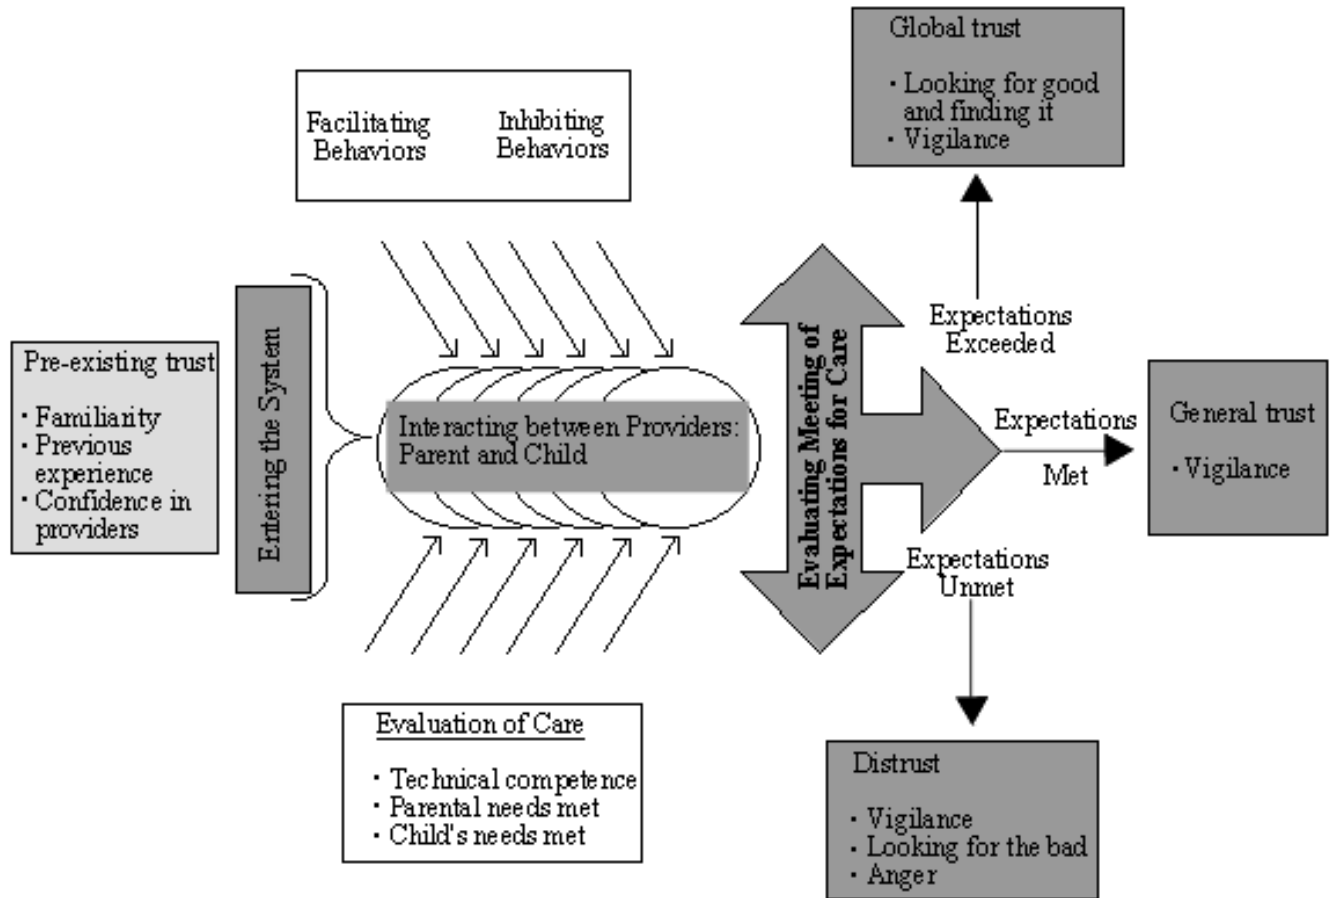 Pre-existing trust
· Familiarity
· Previous
experience
· Confidence in
providers
Entering the System
Facilitating
Behaviors
Inhibiting
Behaviors
Interacting between Providers:
Parent and Child
Evaluation of Care
· Technical competence
· Parental needs met
· Child's needs met
Evaluating Meeting of
Expectations for Care
Expectations
Exceeded
Global trust
· Looking for good
and finding it
· Vigilance
Expectations
Met
General trust
· Vigilance
Expectations
Unmet
Distrust
· Vigilance
· Looking for the bad
· Anger